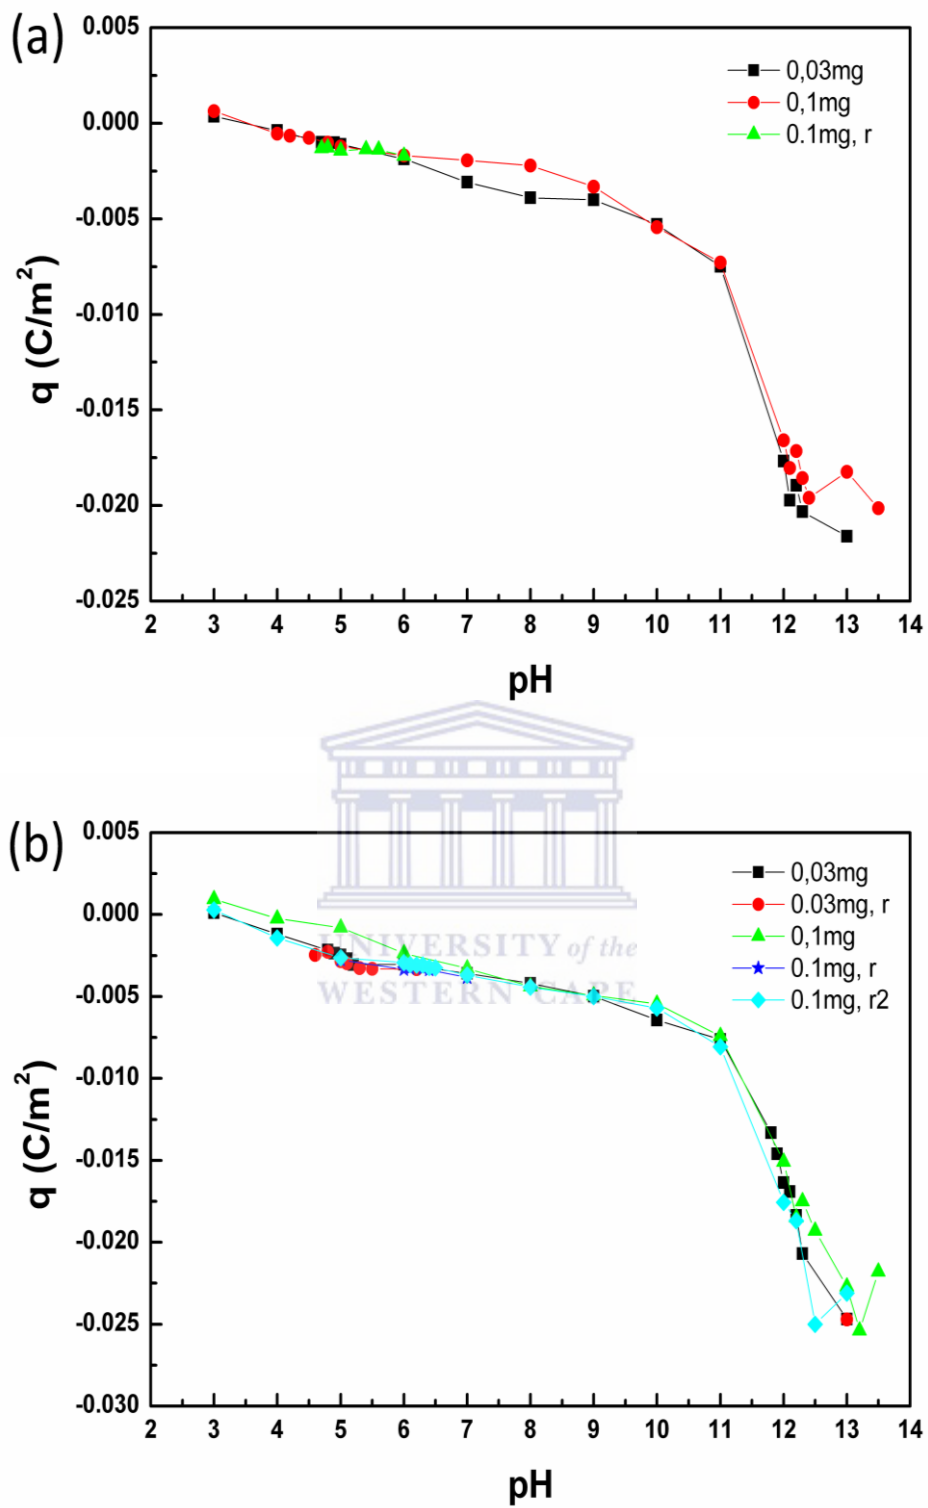 (a)
0.005
0.000
-0.005
-0.010
-0.015
-0.020
-0.025
q (C/m²)
0,03mg
0,1mg
0.1mg, r
2 3 4 5 6 7 8 9 10 11 12 13 14
pH
(b)
0.005
0.000
-0.005
-0.010
-0.015
-0.020
-0.025
-0.030
q (C/m²)
0,03mg
0.03mg, r
0,1mg
0.1mg, r
0.1mg, r2
UNIVERSITY of the
WESTERN CAPE
2 3 4 5 6 7 8 9 10 11 12 13 14
pH